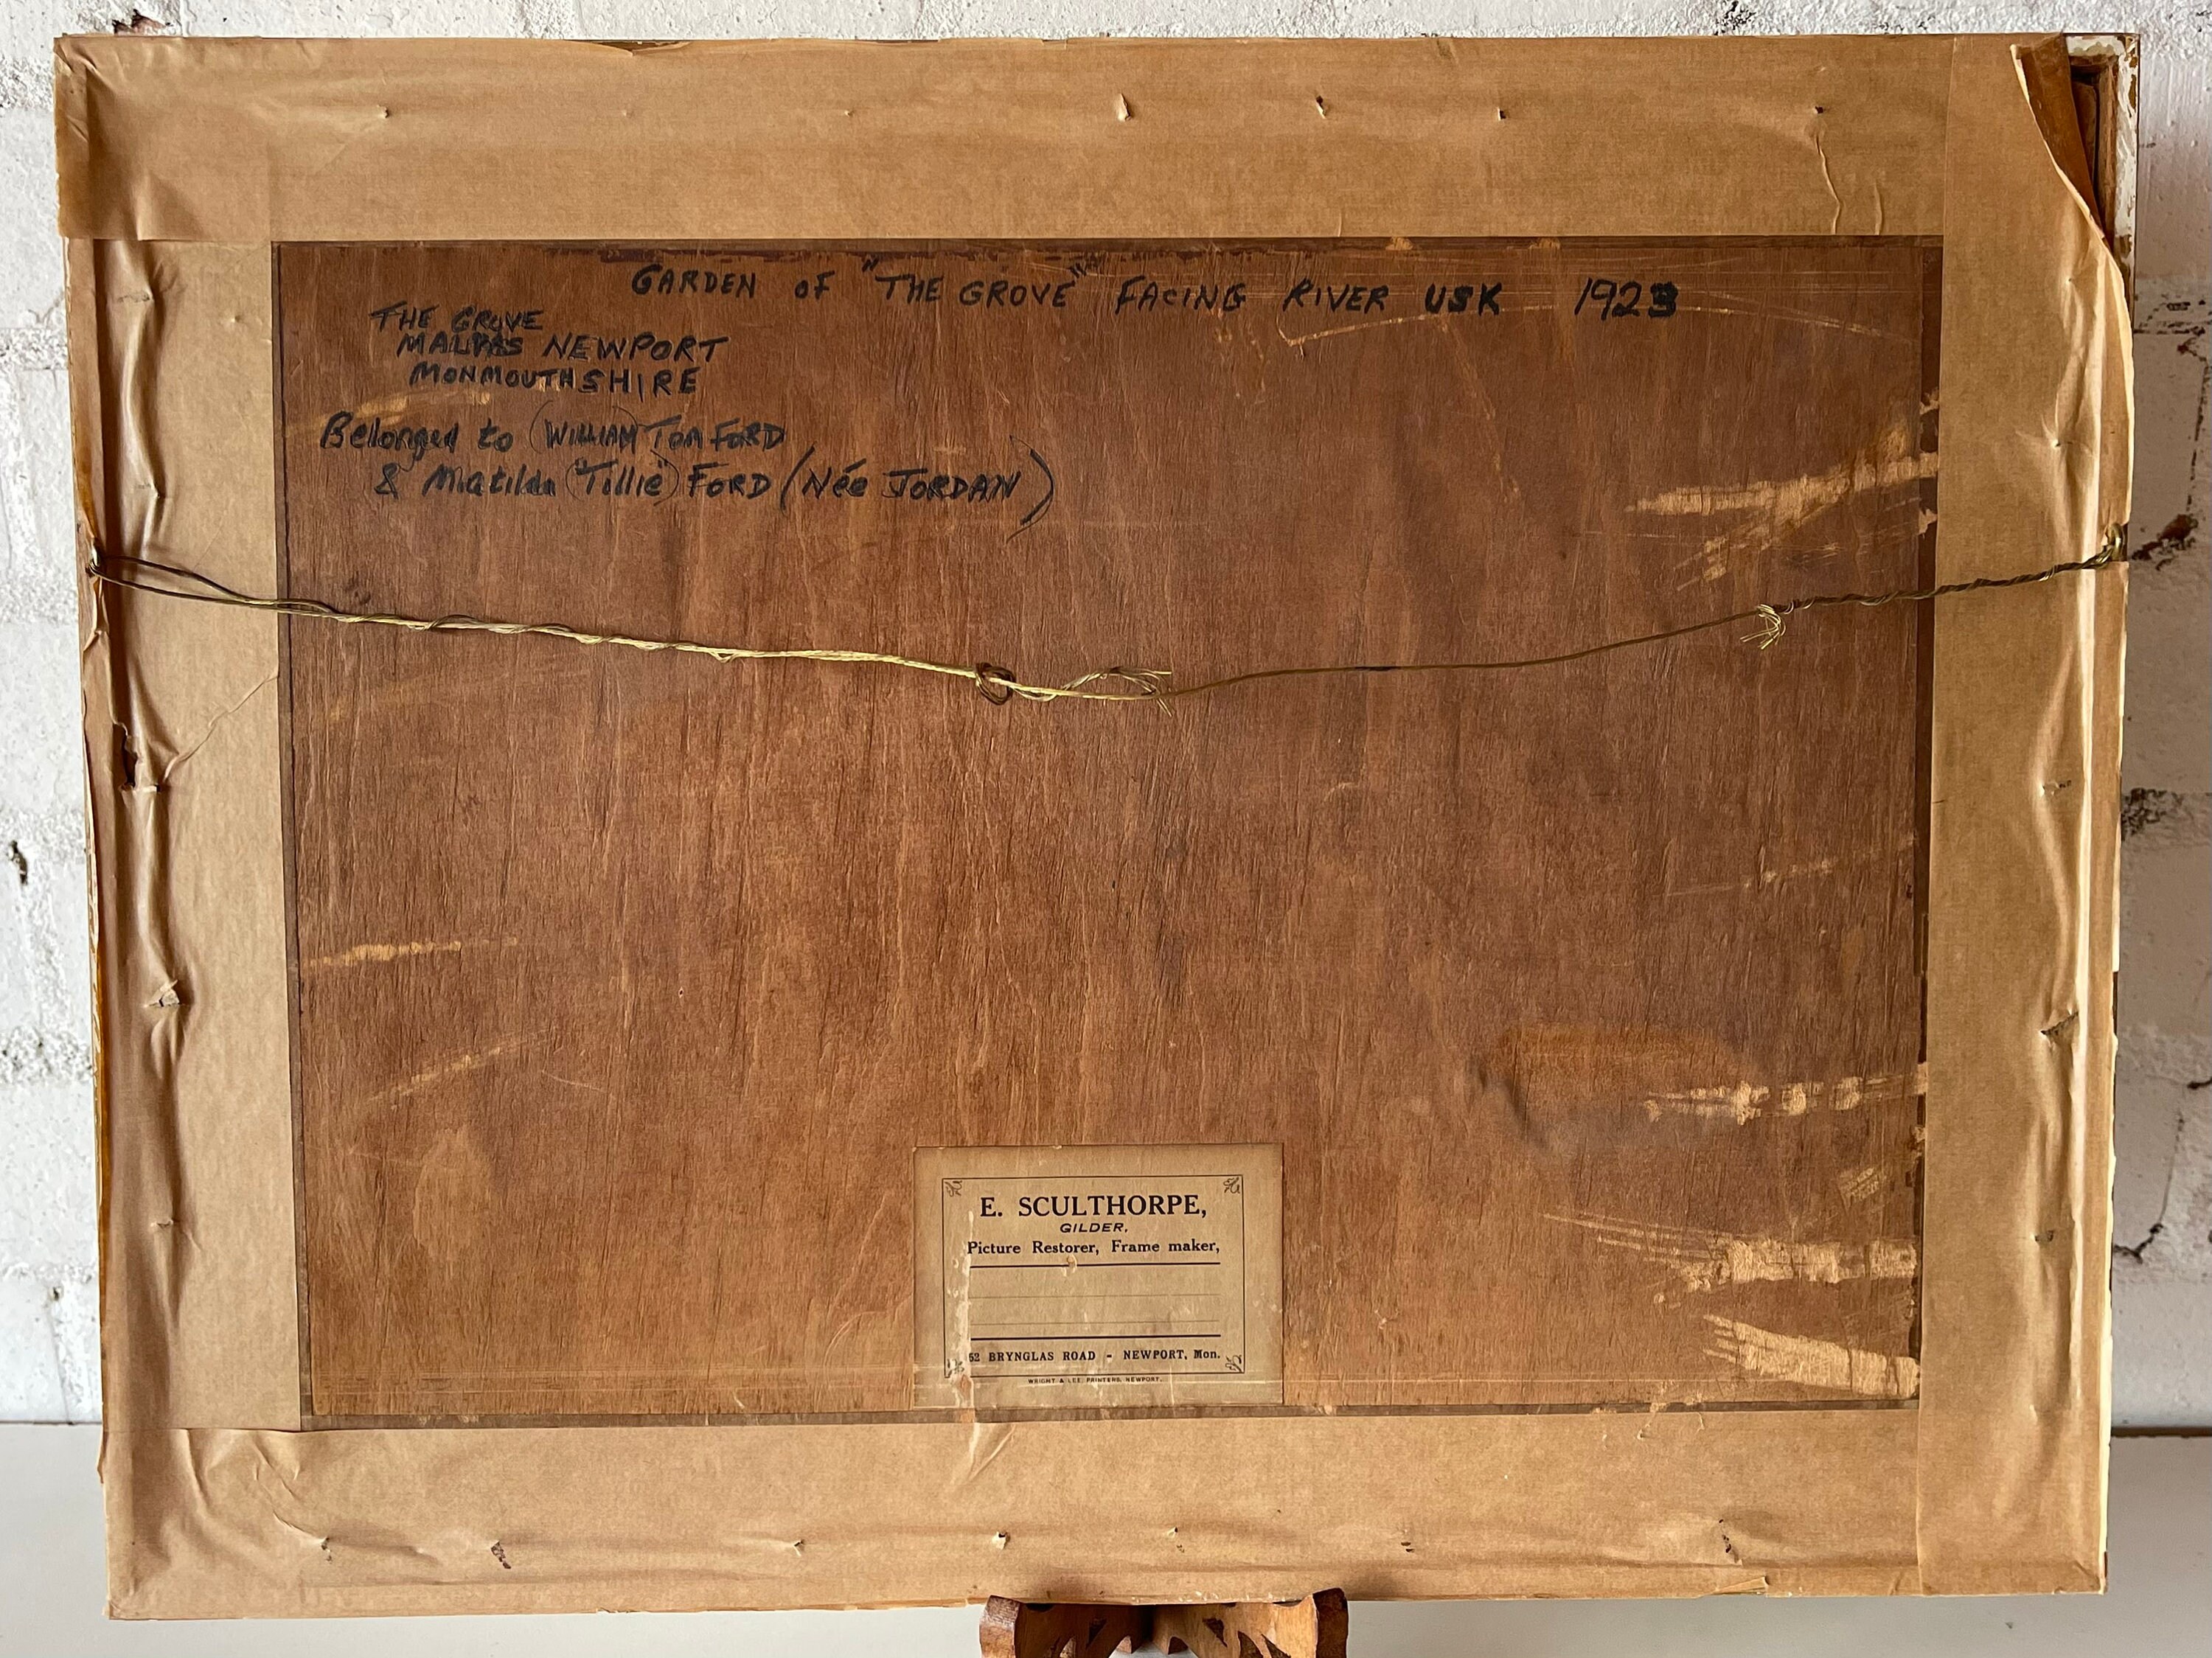 GARDEN OF "THE GROVE" FACING RIVER USK 1923
THE GROVE
MALPAS NEWPORT
MONMOUTHSHIRE
Belonged to (WILLIAM) TOM FORD
& Matilda ("Tillie") FORD (Née JORDAN)
E. SCULTHORPE,
GILDER,
Picture Restorer, Frame maker,
52 BRYNGLAS ROAD - NEWPORT, Mon.
WRIGHT & LEE, PRINTERS, NEWPORT.